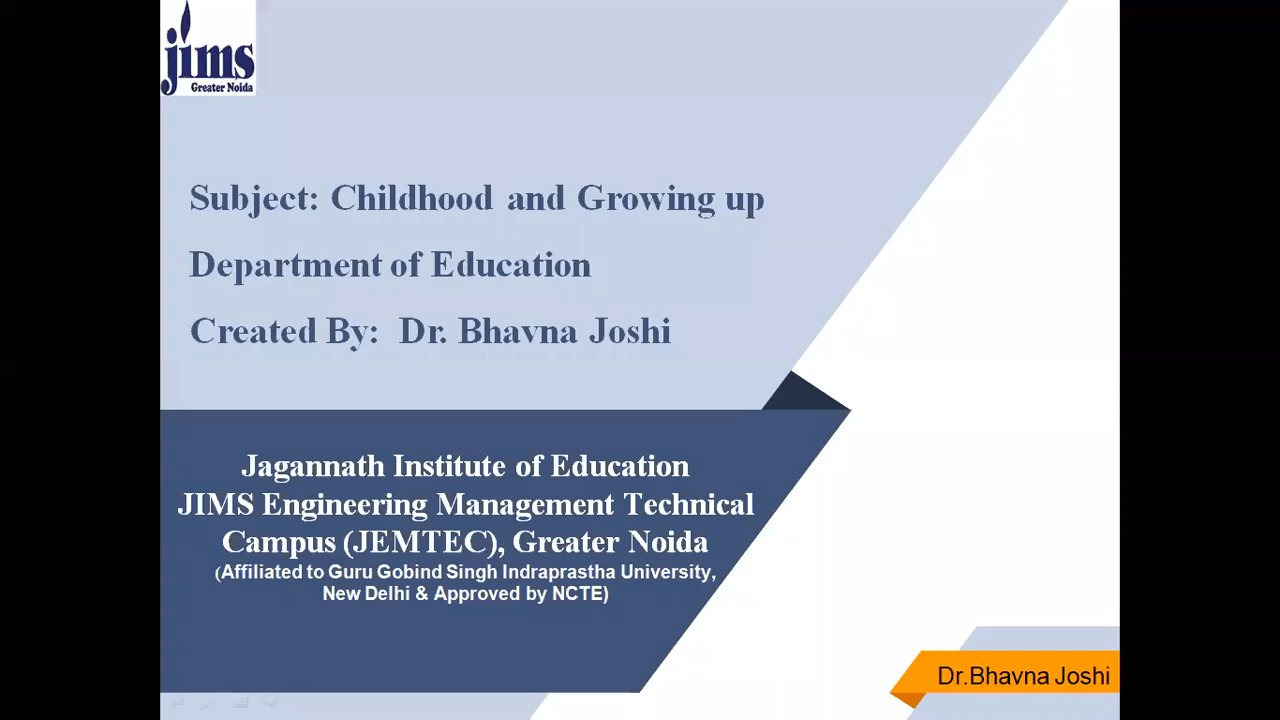 jims
Greater Noida
Subject: Childhood and Growing up
Department of Education
Created By: Dr. Bhavna Joshi
Jagannath Institute of Education
JIMS Engineering Management Technical
Campus (JEMTEC), Greater Noida
(Affiliated to Guru Gobind Singh Indraprastha University,
New Delhi & Approved by NCTE)
Dr.Bhavna Joshi